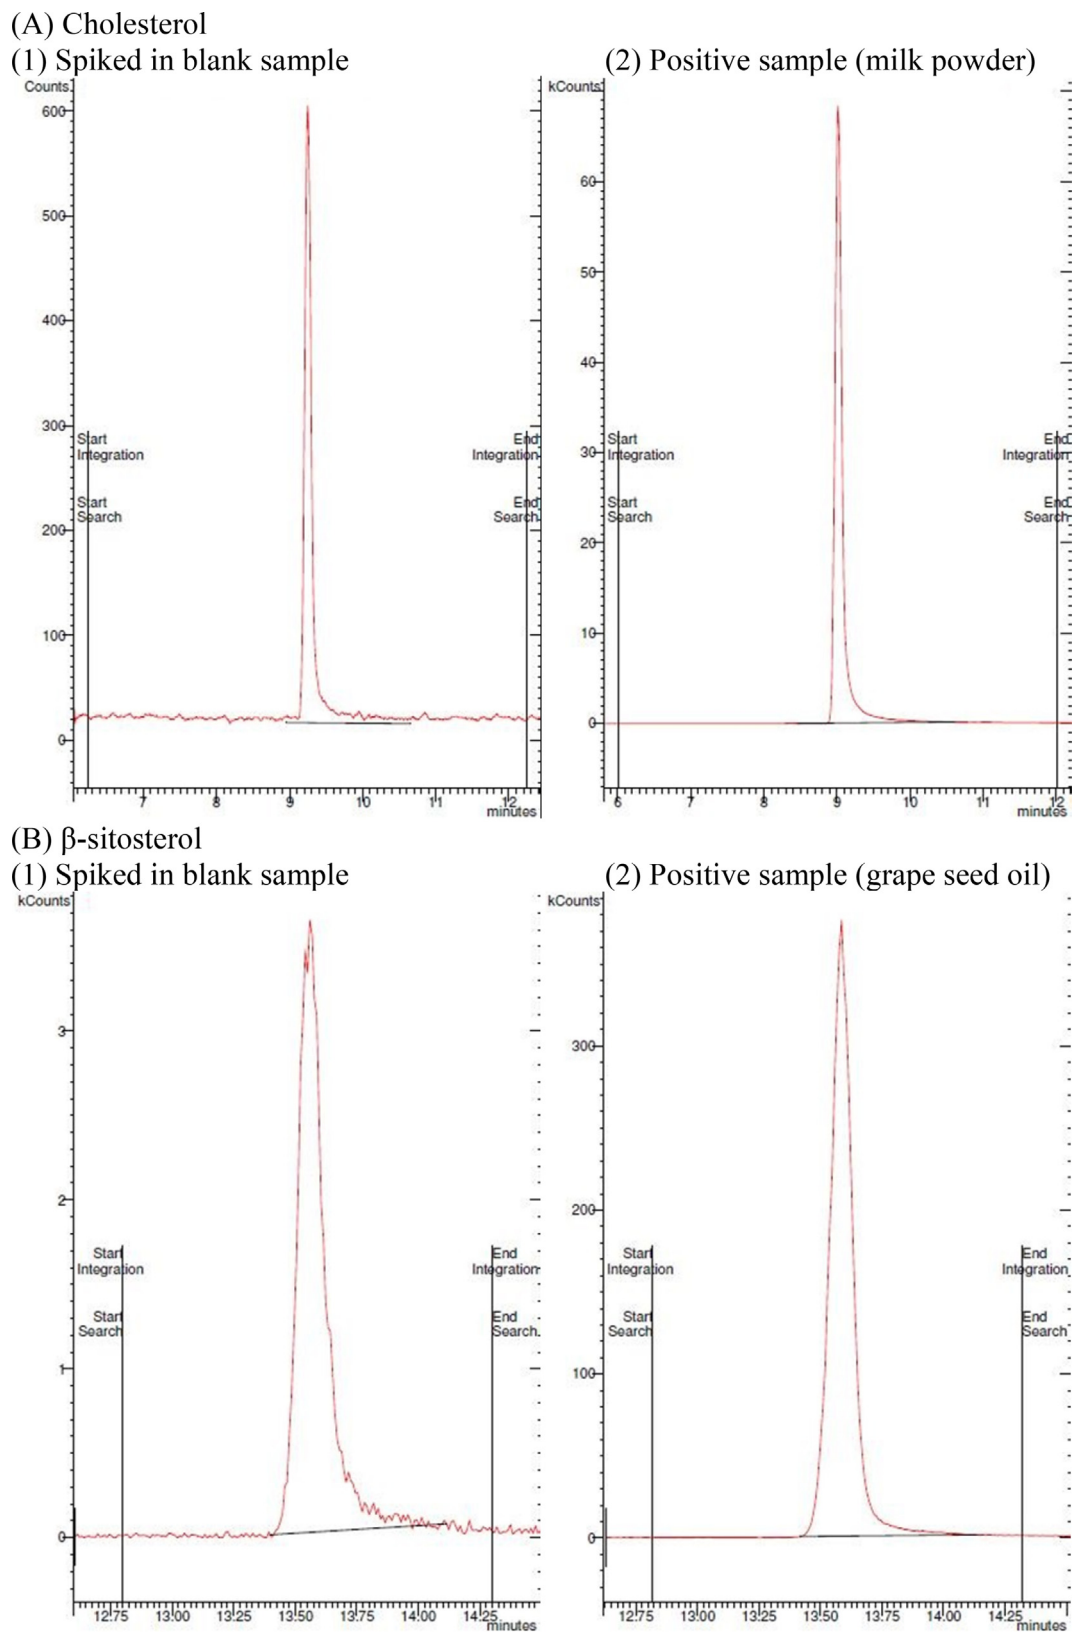 (A) Cholesterol
(1) Spiked in blank sample
(2) Positive sample (milk powder)
Counts
600
500
400
300
200
100
0
Start
Integration
Start
Search
End
Integration
End
Search
7
8
9
10
11
12
minutes
kCounts
60
50
40
30
20
10
0
Start
Integration
Start
Search
End
Integration
End
Search
6
7
8
9
10
11
12
minutes
(B) β-sitosterol
(1) Spiked in blank sample
(2) Positive sample (grape seed oil)
kCounts
3
2
1
0
Start
Integration
Start
Search
End
Integration
End
Search
12.75
13.00
13.25
13.50
13.75
14.00
14.25
minutes
kCounts
300
200
100
0
Start
Integration
Start
Search
End
Integration
End
Search
12.75
13.00
13.25
13.50
13.75
14.00
14.25
minutes